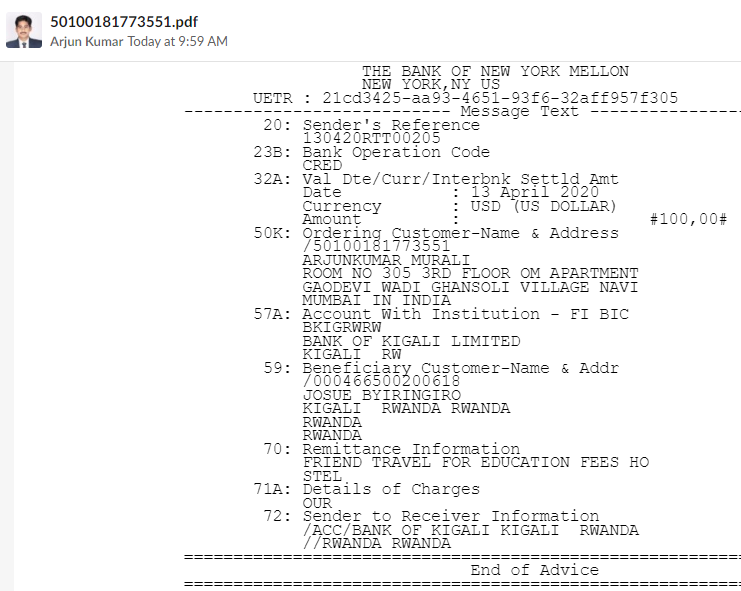 50100181773551.pdf
Arjun Kumar Today at 9:59 AM
THE BANK OF NEW YORK MELLON
NEW YORK,NY US
UETR : 21cd3425-aa93-4651-93f6-32aff957f305
--------------------------- Message Text ----------------
20: Sender's Reference
130420RTT00205
23B: Bank Operation Code
CRED
32A: Val Dte/Curr/Interbnk Settld Amt
Date : 13 April 2020
Currency : USD (US DOLLAR)
Amount : #100,00#
50K: Ordering Customer-Name & Address
/50100181773551
ARJUNKUMAR MURALI
ROOM NO 305 3RD FLOOR OM APARTMENT
GAODEVI WADI GHANSOLI VILLAGE NAVI
MUMBAI IN INDIA
57A: Account With Institution - FI BIC
BKIGRWRW
BANK OF KIGALI LIMITED
KIGALI RW
59: Beneficiary Customer-Name & Addr
/000466500200618
JOSUE BYIRINGIRO
KIGALI RWANDA RWANDA
RWANDA
RWANDA
70: Remittance Information
FRIEND TRAVEL FOR EDUCATION FEES HO
STEL
71A: Details of Charges
OUR
72: Sender to Receiver Information
/ACC/BANK OF KIGALI KIGALI RWANDA
//RWANDA RWANDA
=========================================================
End of Advice
=========================================================